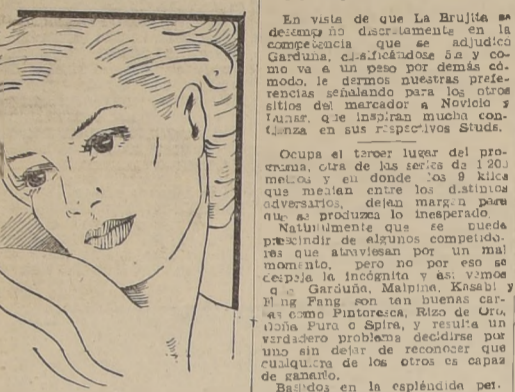 En vista de que La Brujita se
desempeñó discretamente en la
competencia que se adjudicó
Garduña, clasificándose 5a y co-
mo va a un peso por demás có-
modo, le darmos nuestras prefe-
rencias señalando para los otros
sitios del marcador a Novicio y
Lunar, que inspiran mucha con-
fianza en sus respectivos Studs.
Ocupa el tercer lugar del pro-
grama, otra de las series de 1 200
metros y en donde los 9 kilos
que median entre los distintos
adversarios, dejan margen para
que se produzca lo inesperado.
Naturalmente que se puede
prescindir de algunos competido-
res que atraviesan por un mal
momento, pero no por eso se
despeja la incógnita y así vemos
que Garduña, Malpina, Kasabi y
Fang son tan buenas car-
tas como Pintoresca, Rizo de Oro,
Doña Pura o Spira, y resulta un
verdadero problema decidirse por
uno sin dejar de reconocer que
cualquiera de los otros es capaz
de ganarlo.
Basados en la espléndida per-